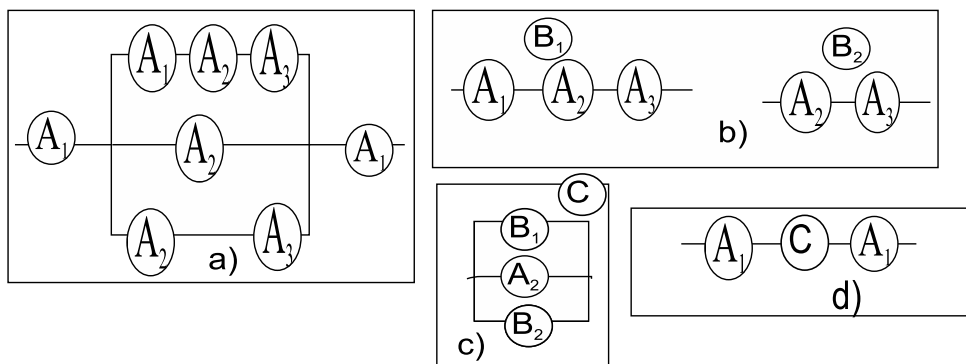 A₁ A₂ A₃
A₁ A₂ A₁
A₂ A₃
a)
B₁
A₁ A₂ A₃
B₂
A₂ A₃
b)
C
B₁
A₂
B₂
c)
A₁ C A₁
d)